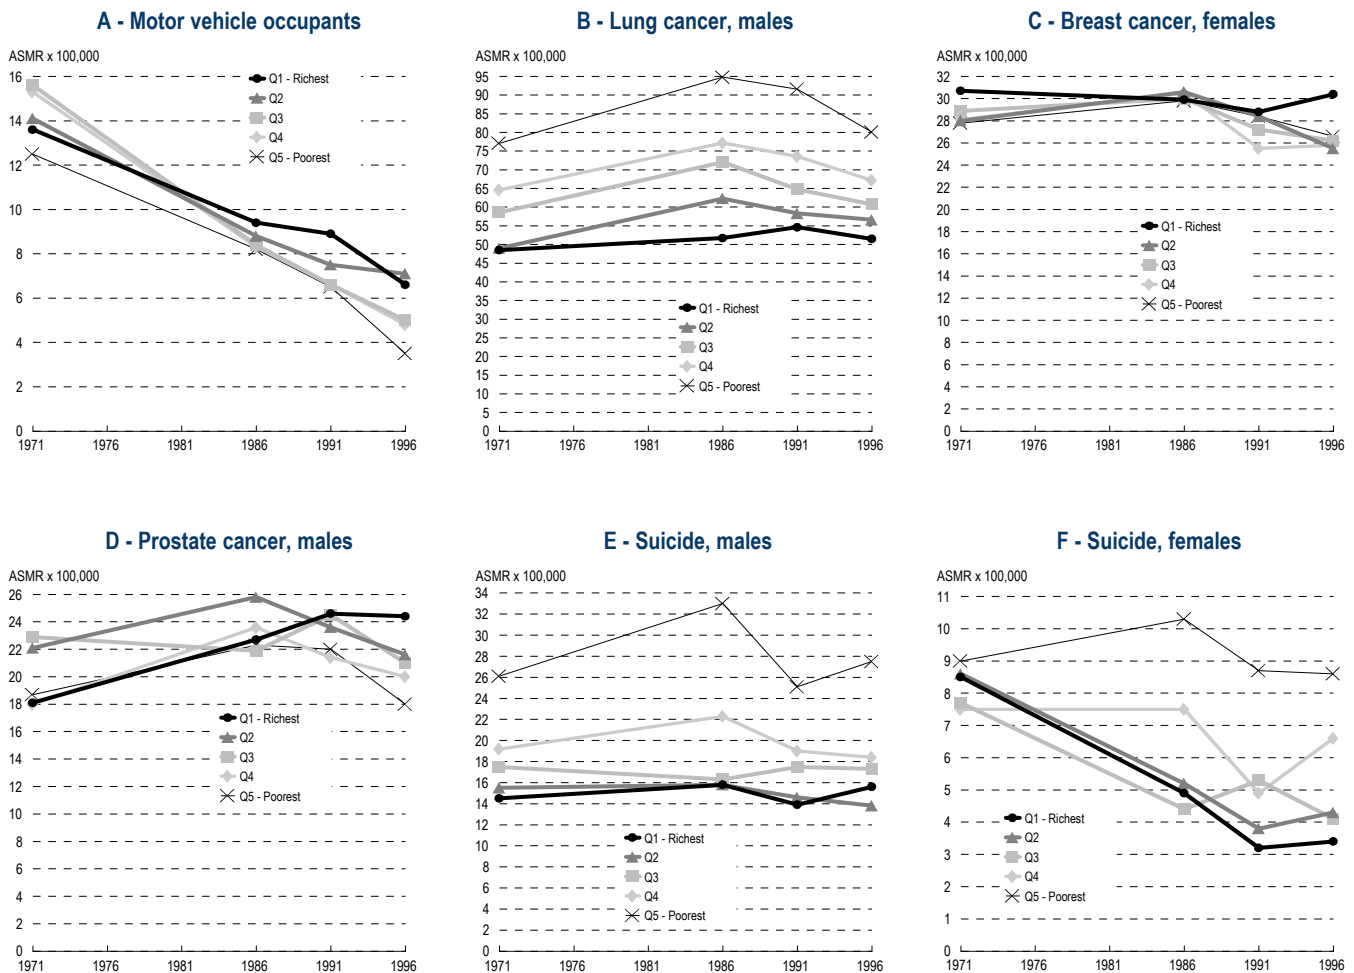 A - Motor vehicle occupants
ASMR x 100,000
16
14
12
10
8
6
4
2
0
1971 1976 1981 1986 1991 1996
Q1 - Richest
Q2
Q3
Q4
Q5 - Poorest
B - Lung cancer, males
ASMR x 100,000
95
90
85
80
75
70
65
60
55
50
45
40
35
30
25
20
15
10
5
0
1971 1976 1981 1986 1991 1996
Q1 - Richest
Q2
Q3
Q4
Q5 - Poorest
C - Breast cancer, females
ASMR x 100,000
32
30
28
26
24
22
20
18
16
14
12
10
8
6
4
2
0
1971 1976 1981 1986 1991 1996
Q1 - Richest
Q2
Q3
Q4
Q5 - Poorest
D - Prostate cancer, males
ASMR x 100,000
26
24
22
20
18
16
14
12
10
8
6
4
2
0
1971 1976 1981 1986 1991 1996
Q1 - Richest
Q2
Q3
Q4
Q5 - Poorest
E - Suicide, males
ASMR x 100,000
34
32
30
28
26
24
22
20
18
16
14
12
10
8
6
4
2
0
1971 1976 1981 1986 1991 1996
Q1 - Richest
Q2
Q3
Q4
Q5 - Poorest
F - Suicide, females
ASMR x 100,000
11
10
9
8
7
6
5
4
3
2
1
0
1971 1976 1981 1986 1991 1996
Q1 - Richest
Q2
Q3
Q4
Q5 - Poorest